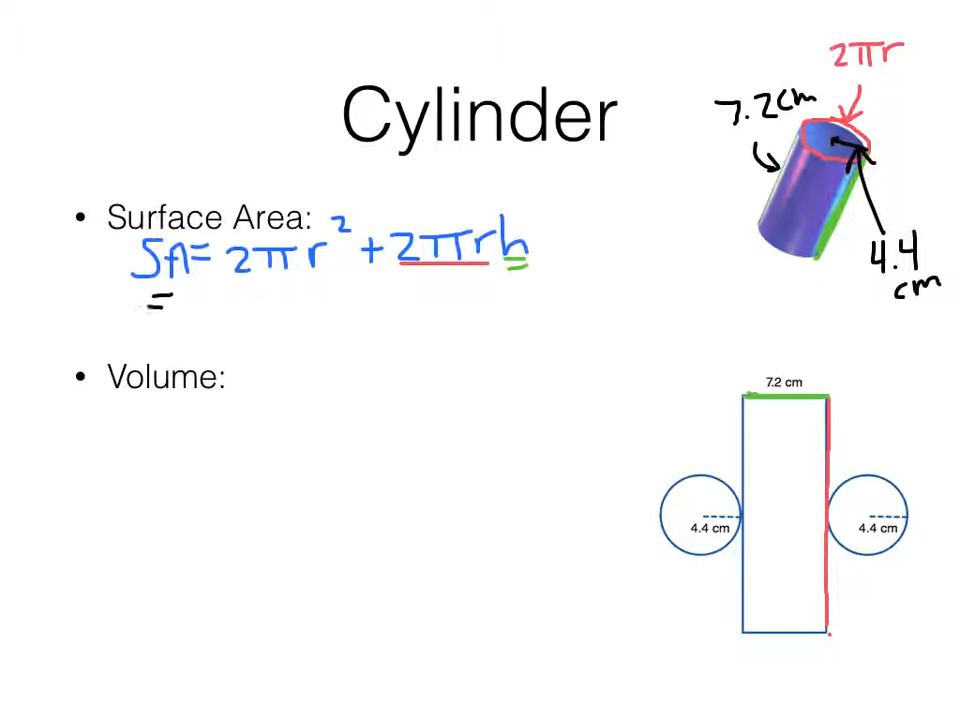 2πr
7.2cm
Cylinder
• Surface Area:
SA= 2πr² + 2πrh
=
4.4
cm
• Volume:
7.2 cm
4.4 cm
4.4 cm